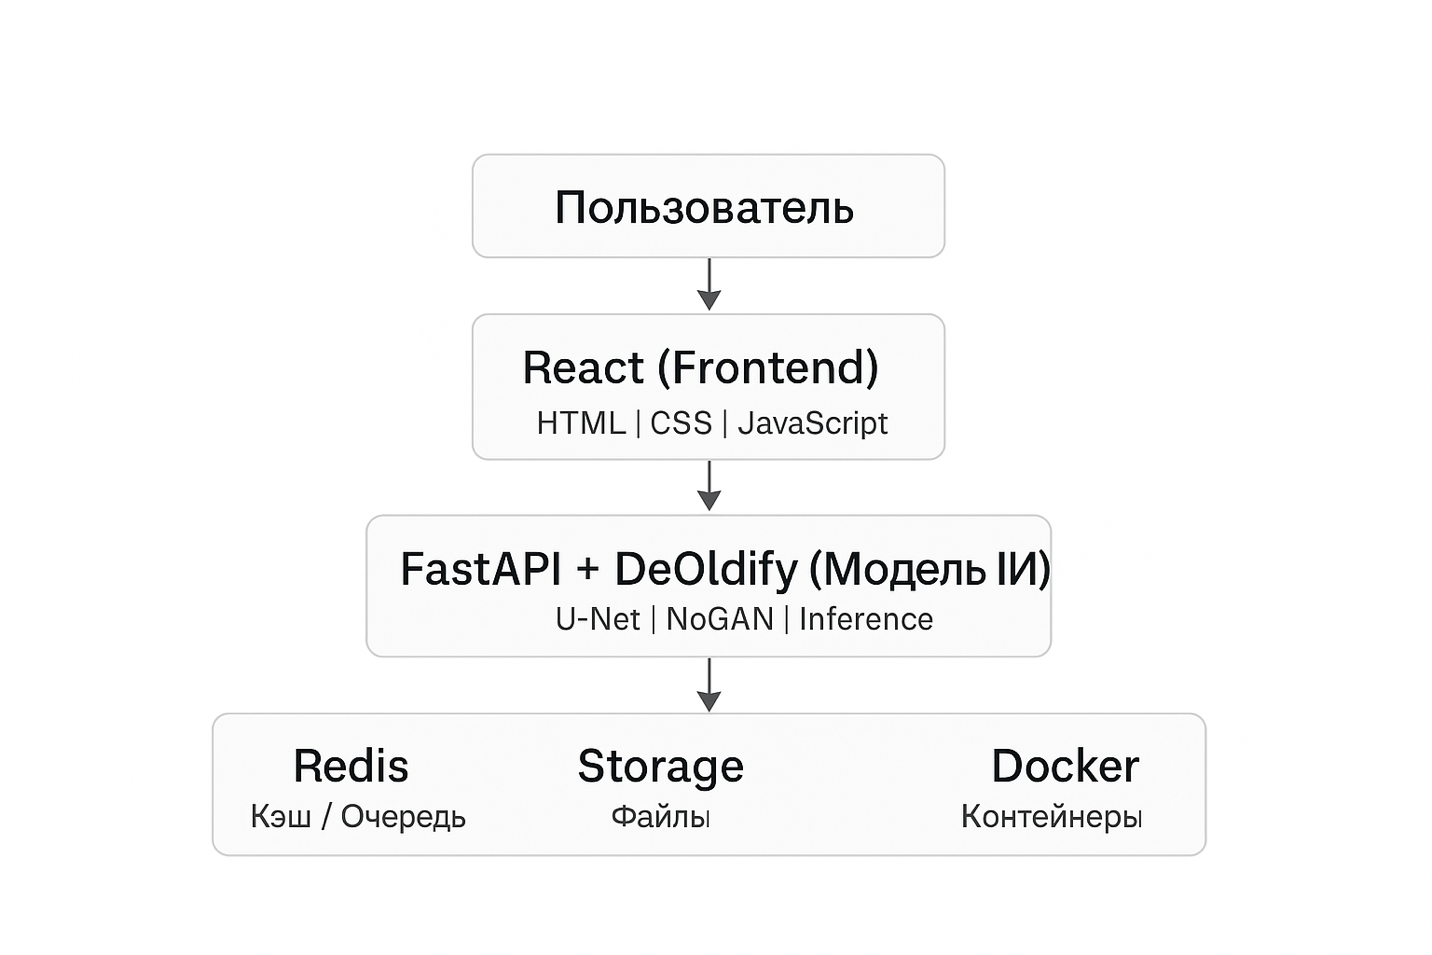 Пользователь
React (Frontend)
HTML | CSS | JavaScript
FastAPI + DeOldify (Модель IИ)
U-Net | NoGAN | Inference
Redis Storage Docker
Кэш / Очередь Файлы Контейнеры